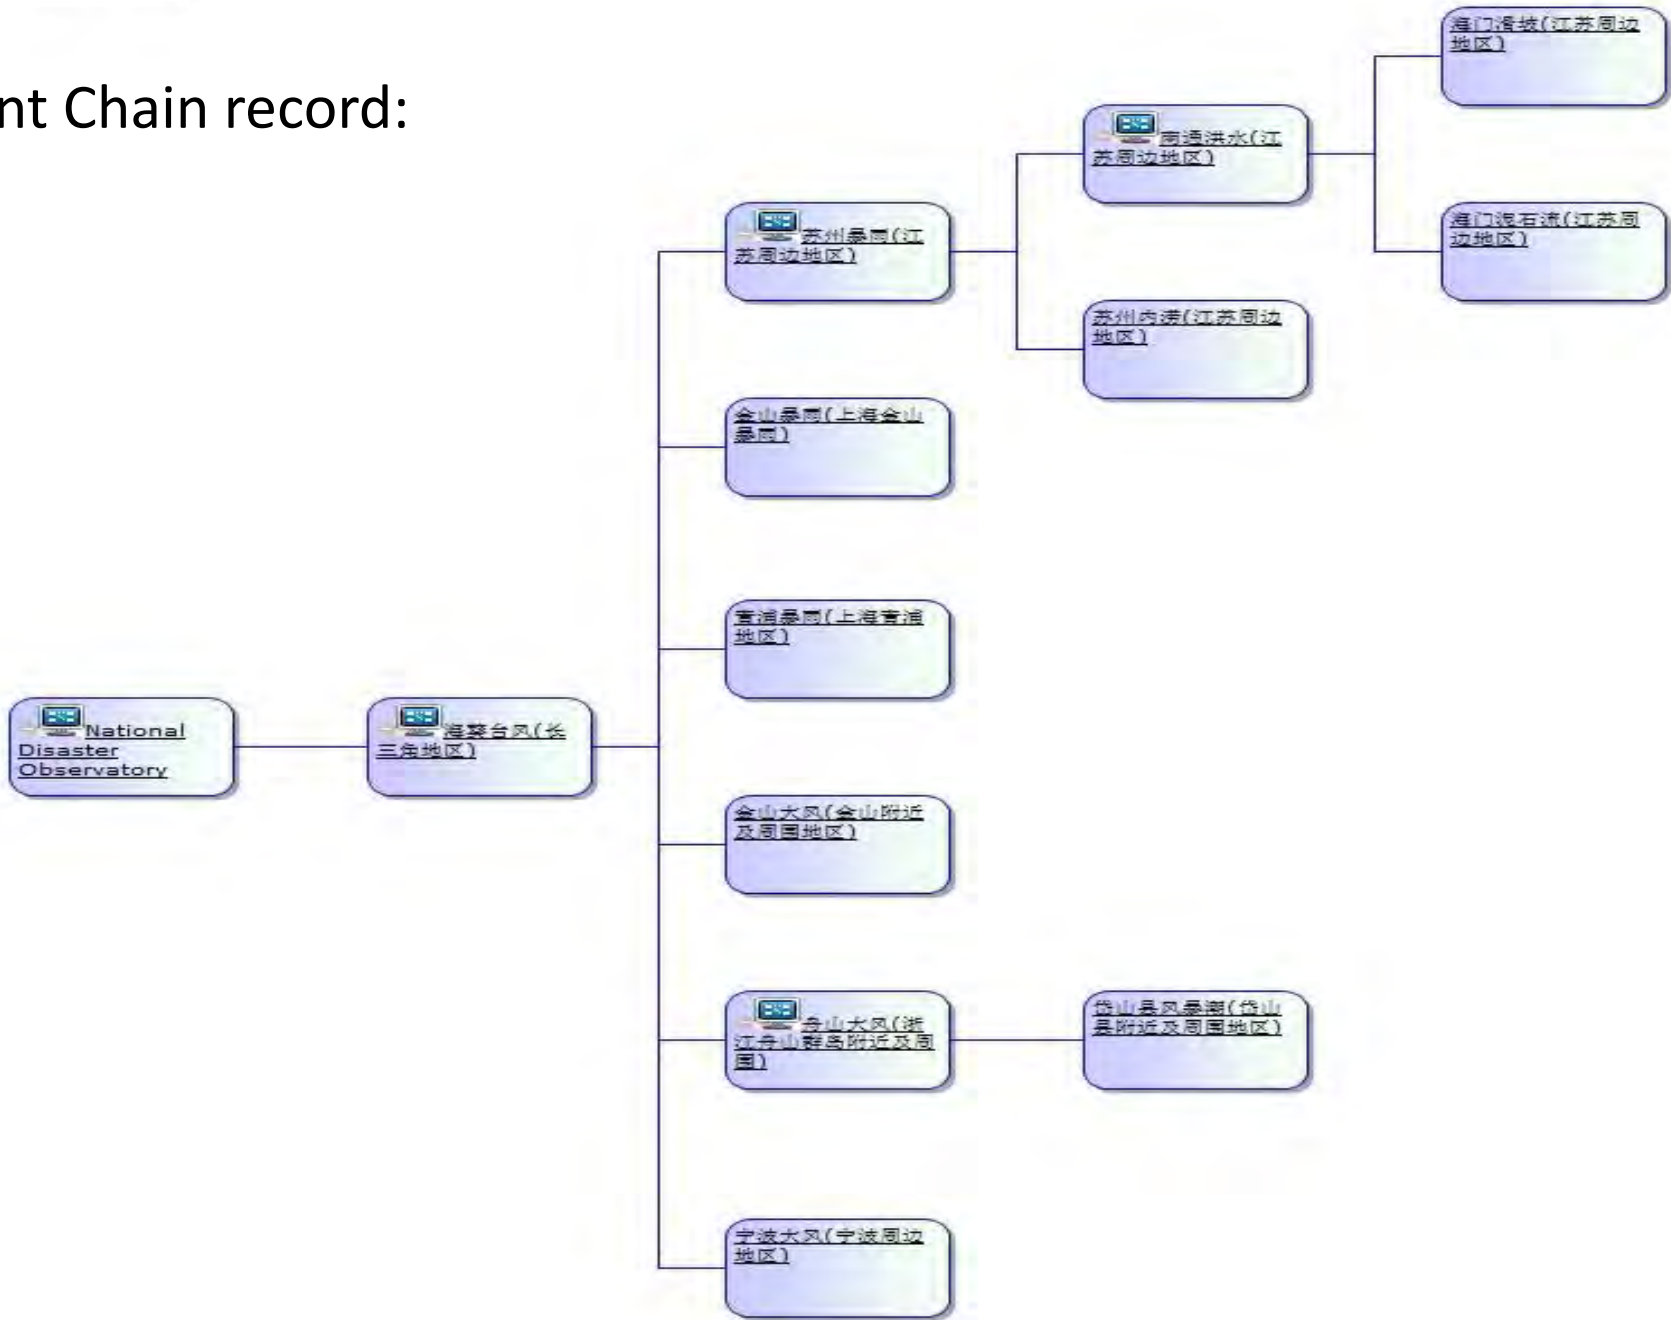 nt Chain record:
海门滑坡(江苏周边
地区)
南通洪水(江
苏周边地区)
苏州暴雨(江
苏周边地区)
海门泥石流(江苏周
边地区)
苏州内涝(江苏周边
地区)
金山暴雨(上海金山
暴雨)
青浦暴雨(上海青浦
地区)
National
Disaster
Observatory
海葵台风(长
三角地区)
金山大风(金山附近
及周围地区)
舟山大风(浙
江舟山群岛附近及周
围)
岱山县风暴潮(岱山
县附近及周围地区)
宁波大风(宁波周边
地区)